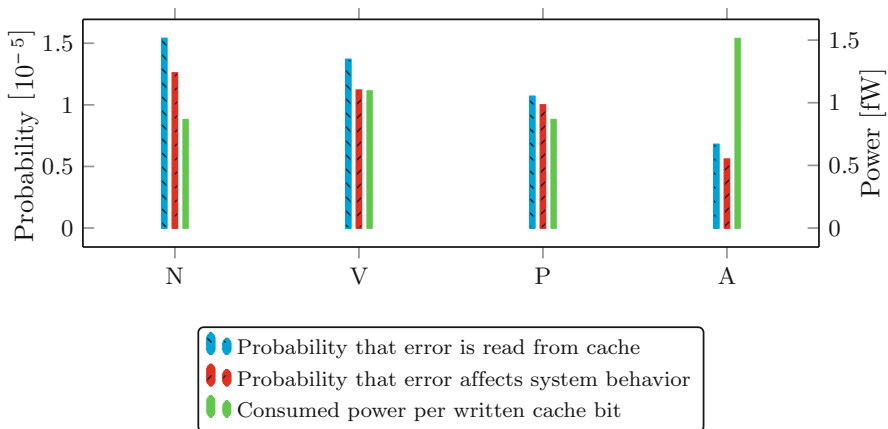 Probability [10⁻⁵]
1.5
1
0.5
0
N
V
P
A
1.5
1
0.5
0
Power [fW]
Probability that error is read from cache
Probability that error affects system behavior
Consumed power per written cache bit